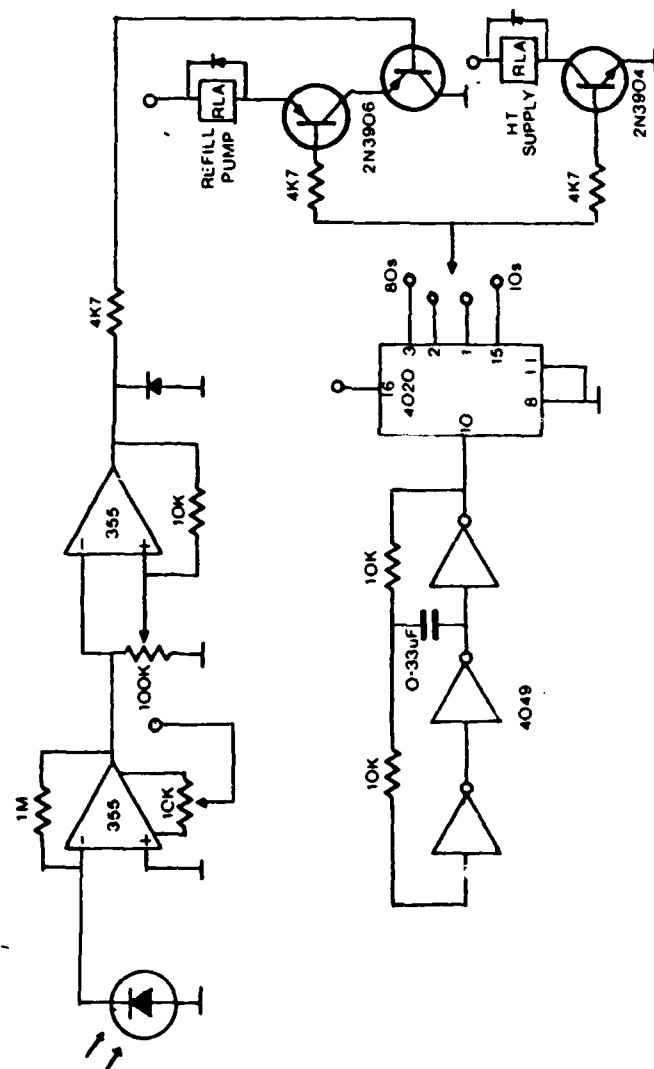 1M
355
-
+
10K
100K
355
-
+
10K
4K7
REFILL
PUMP
RLA
4K7
2N3906
HT
SUPPLY
RLA
4K7
2N3904
10K
10K
0·33uF
4049
10
16
4020
3
2
1
15
8
11
80s
10s